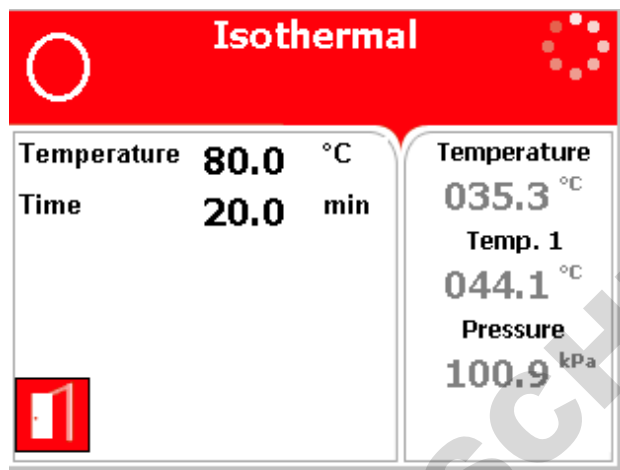 Isothermal
Temperature 80.0 °C
Time 20.0 min
Temperature
035.3 °C
Temp. 1
044.1 °C
Pressure
100.9 kPa
SCH